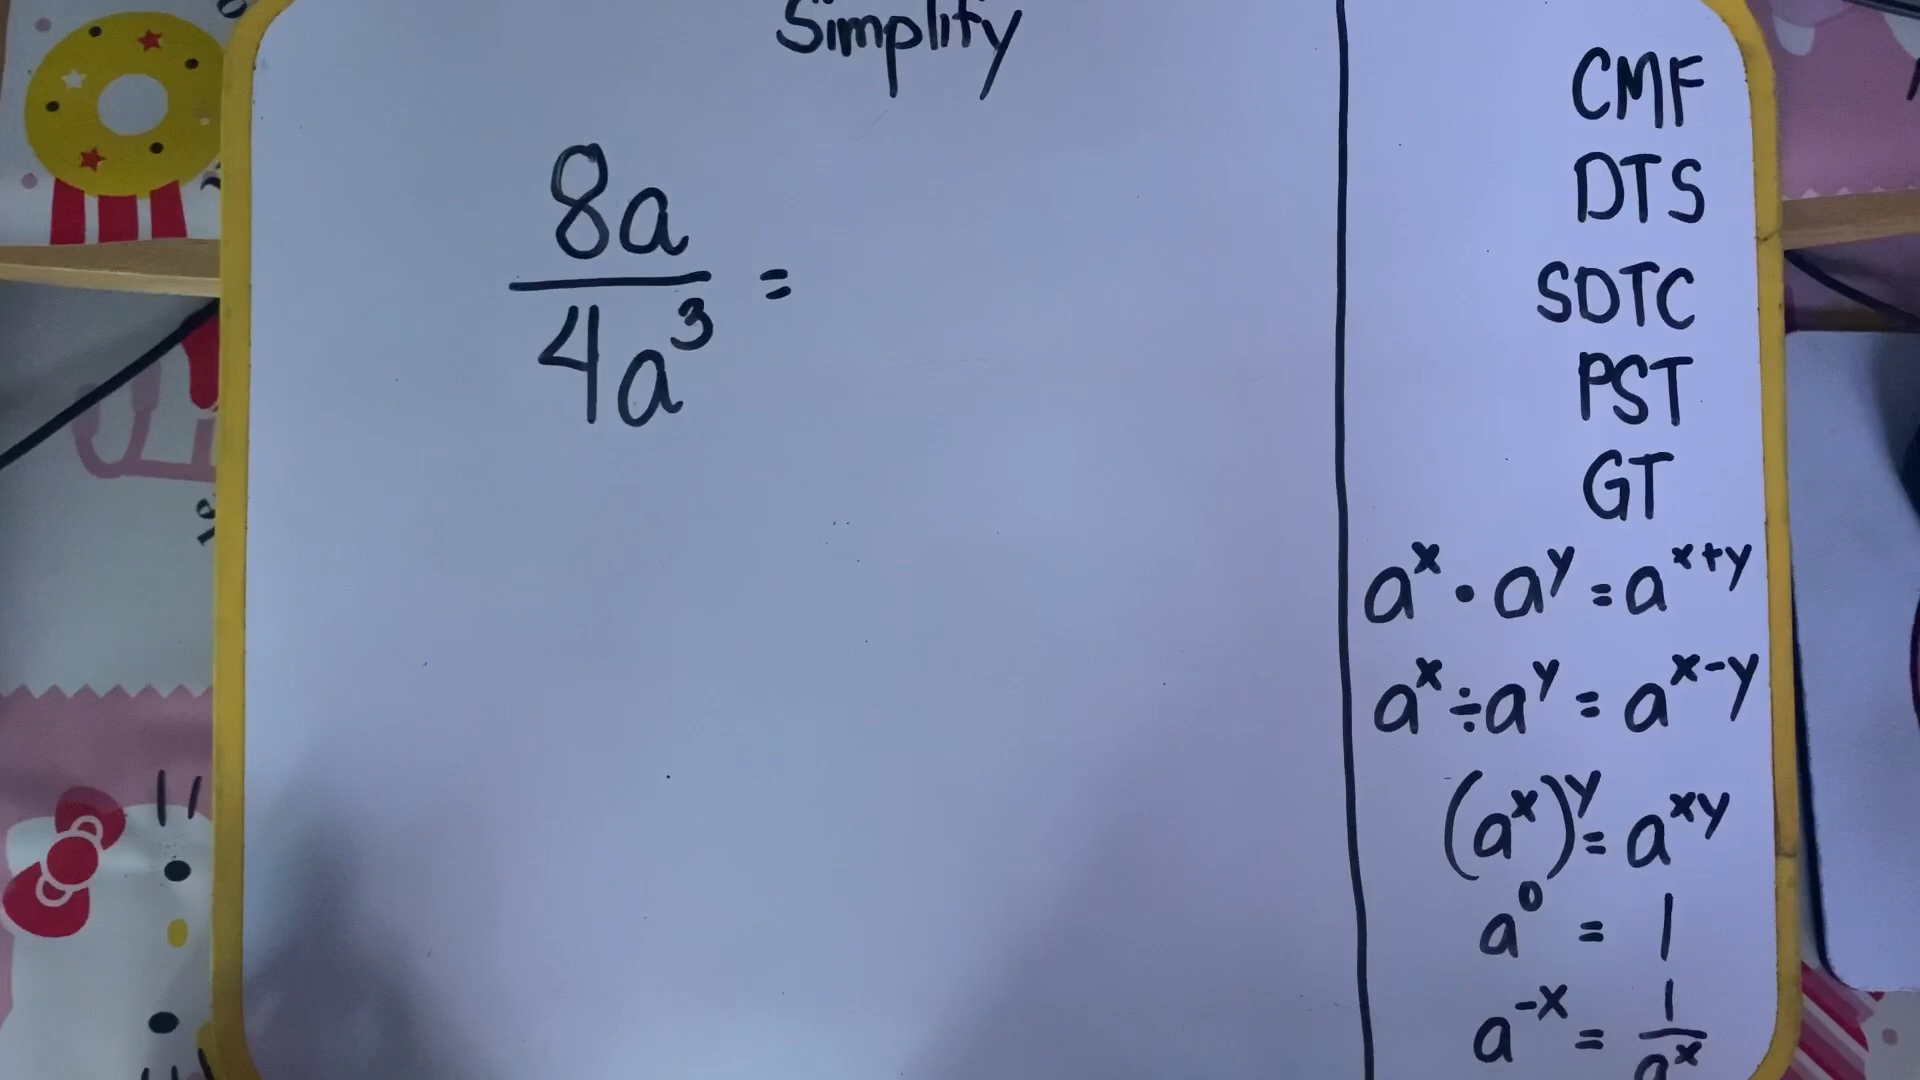 Simplify
8a
4a³ =
CMF
DTS
SDTC
PST
GT
aˣ · aʸ = aˣ⁺ʸ
aˣ ÷ aʸ = aˣ⁻ʸ
(aˣ)ʸ = aˣʸ
a⁰ = 1
a⁻ˣ = 1
aˣ